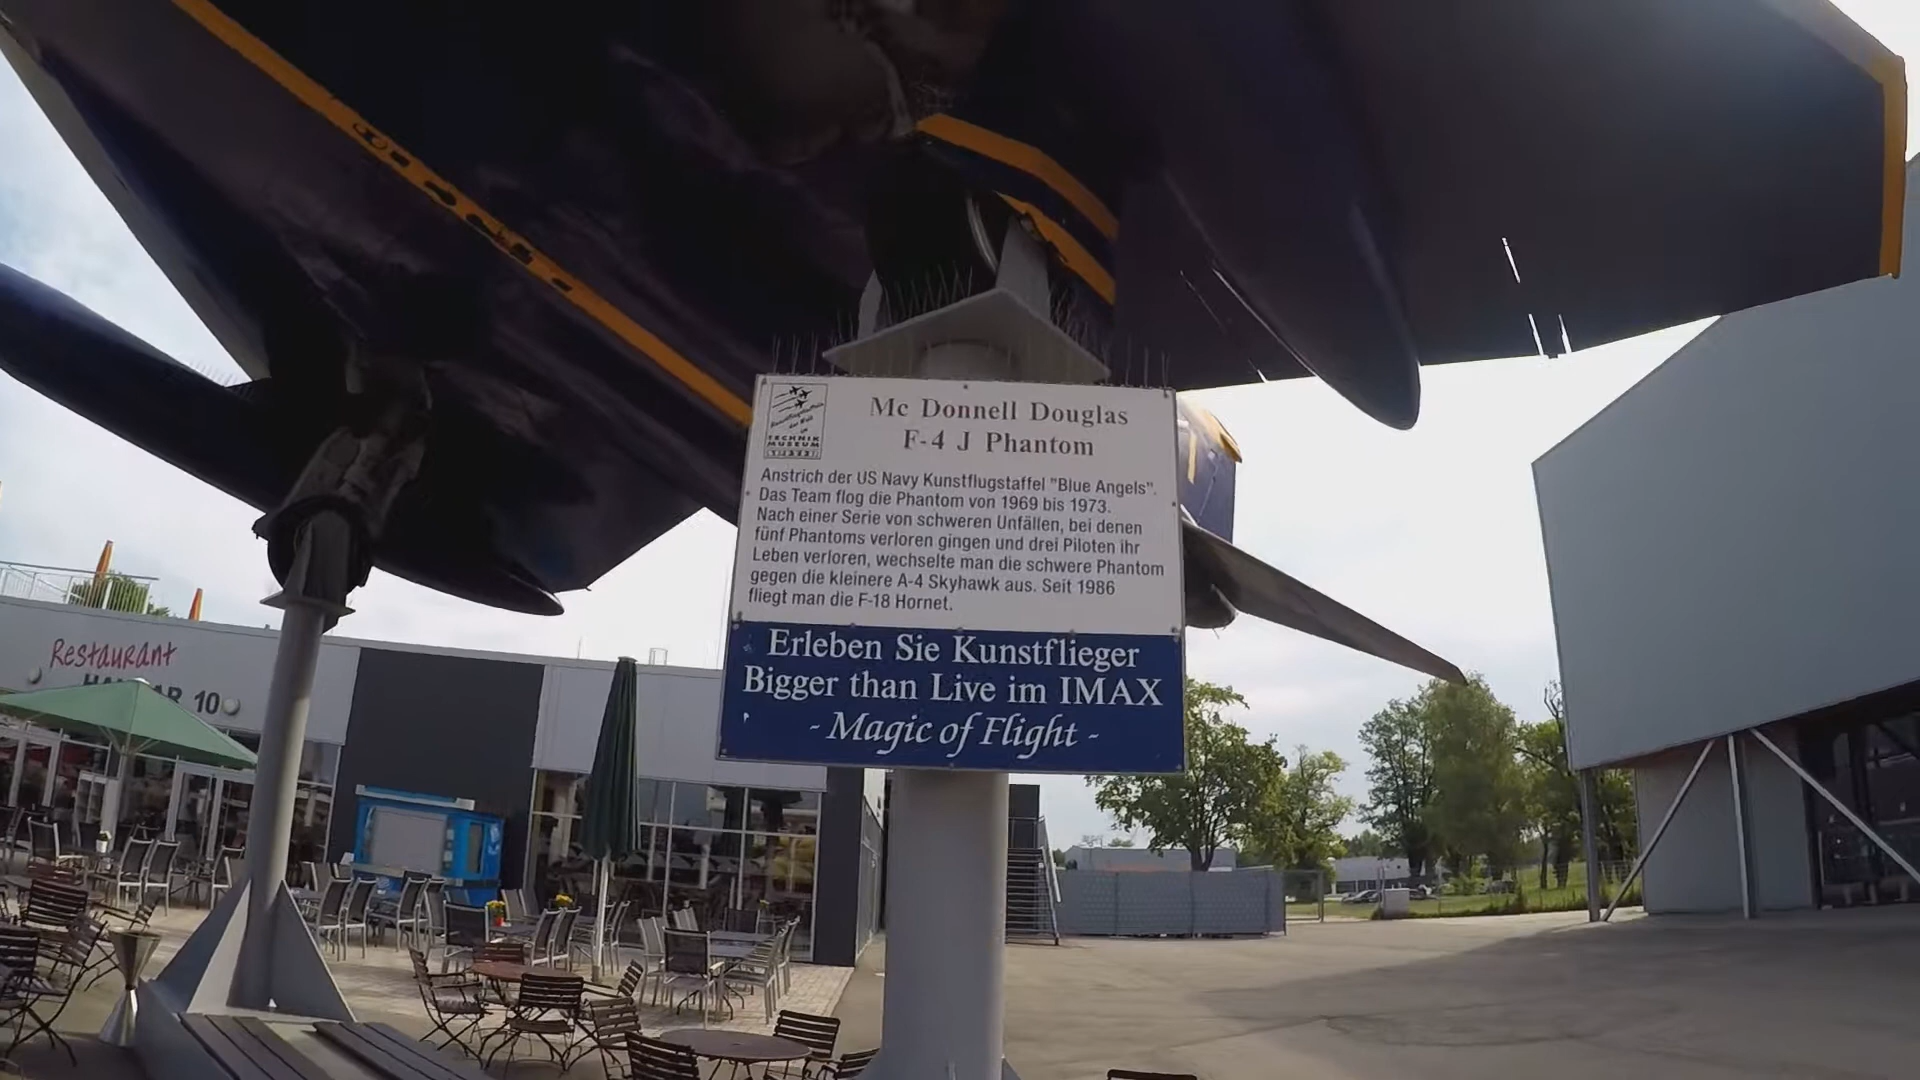 Restaurant
HANGAR 10
TECHNIK
MUSEUM
Mc Donnell Douglas
F-4 J Phantom
Anstrich der US Navy Kunstflugstaffel "Blue Angels".
Das Team flog die Phantom von 1969 bis 1973.
Nach einer Serie von schweren Unfällen, bei denen
fünf Phantoms verloren gingen und drei Piloten ihr
Leben verloren, wechselte man die schwere Phantom
gegen die kleinere A-4 Skyhawk aus. Seit 1986
fliegt man die F-18 Hornet.
Erleben Sie Kunstflieger
Bigger than Live im IMAX
- Magic of Flight -